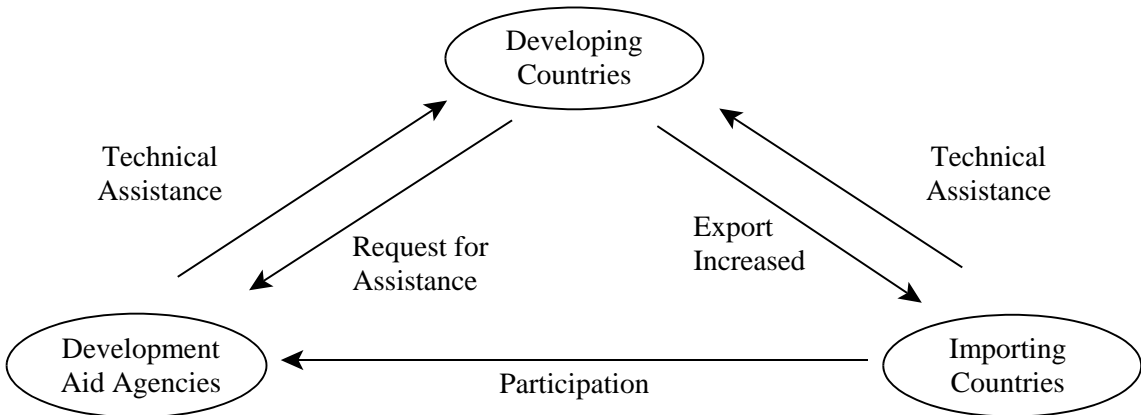 Developing
Countries
Technical
Assistance
Technical
Assistance
Request for
Assistance
Export
Increased
Development
Aid Agencies
Participation
Importing
Countries